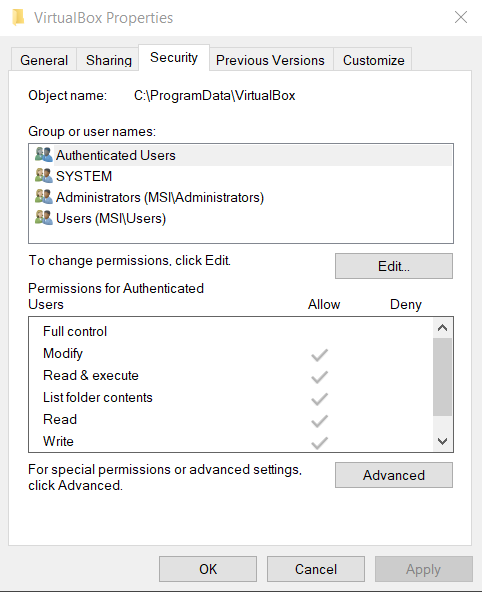 VirtualBox Properties
General Sharing Security Previous Versions Customize
Object name: C:\ProgramData\VirtualBox
Group or user names:
Authenticated Users
SYSTEM
Administrators (MSI\Administrators)
Users (MSI\Users)
To change permissions, click Edit.
Edit...
Permissions for Authenticated
Users Allow Deny
Full control
Modify
Read & execute
List folder contents
Read
Write
For special permissions or advanced settings,
click Advanced.
Advanced
OK Cancel Apply